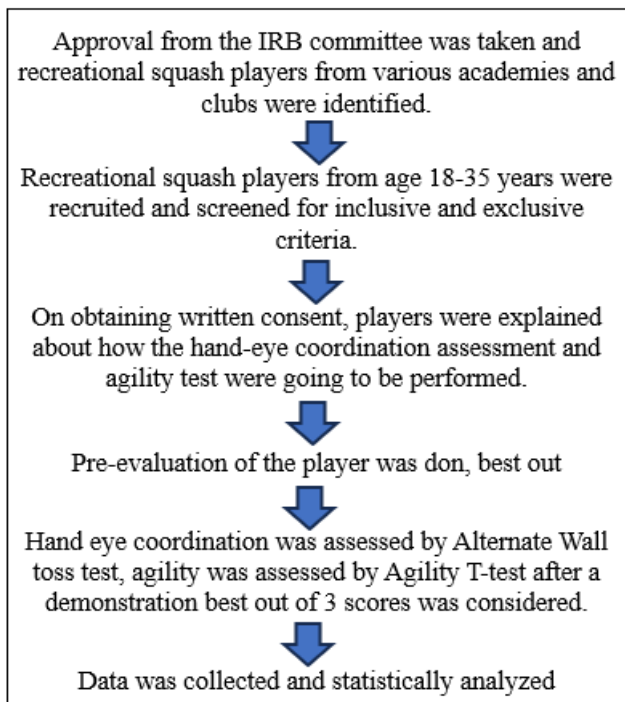 Approval from the IRB committee was taken and
recreational squash players from various academies and
clubs were identified.
Recreational squash players from age 18-35 years were
recruited and screened for inclusive and exclusive
criteria.
On obtaining written consent, players were explained
about how the hand-eye coordination assessment and
agility test were going to be performed.
Pre-evaluation of the player was don, best out
Hand eye coordination was assessed by Alternate Wall
toss test, agility was assessed by Agility T-test after a
demonstration best out of 3 scores was considered.
Data was collected and statistically analyzed